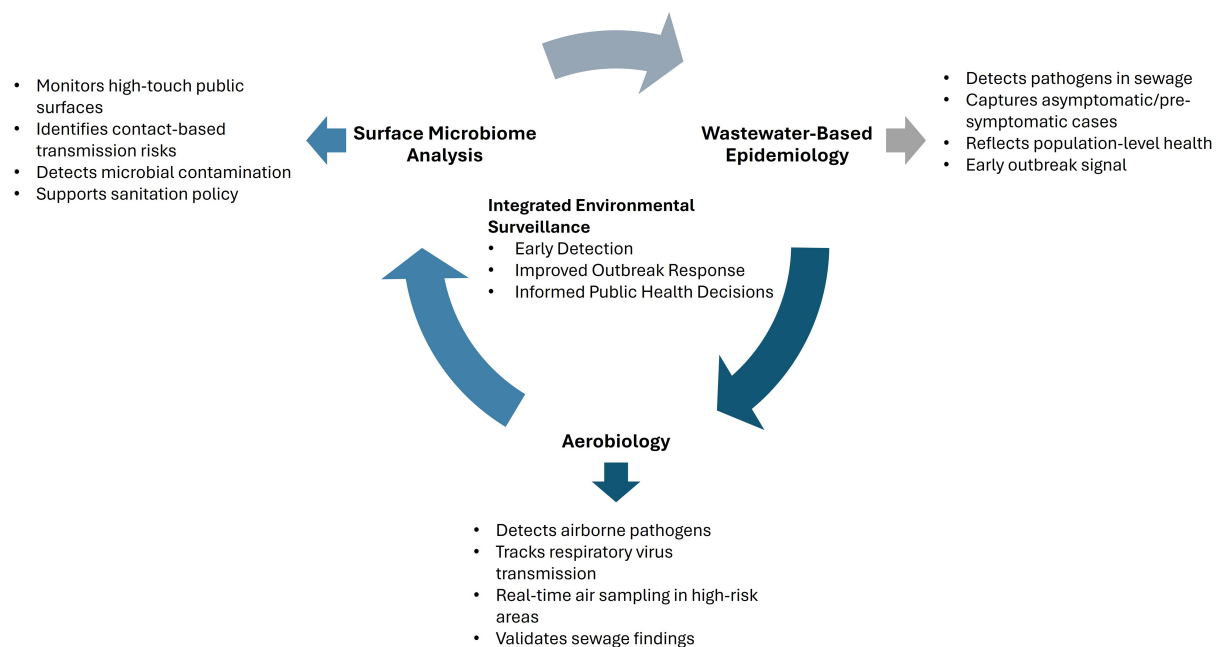 Surface Microbiome
Analysis
• Monitors high-touch public
surfaces
• Identifies contact-based
transmission risks
• Detects microbial contamination
• Supports sanitation policy
Wastewater-Based
Epidemiology
• Detects pathogens in sewage
• Captures asymptomatic/pre-
symptomatic cases
• Reflects population-level health
• Early outbreak signal
Integrated Environmental
Surveillance
• Early Detection
• Improved Outbreak Response
• Informed Public Health Decisions
Aerobiology
• Detects airborne pathogens
• Tracks respiratory virus
transmission
• Real-time air sampling in high-risk
areas
• Validates sewage findings